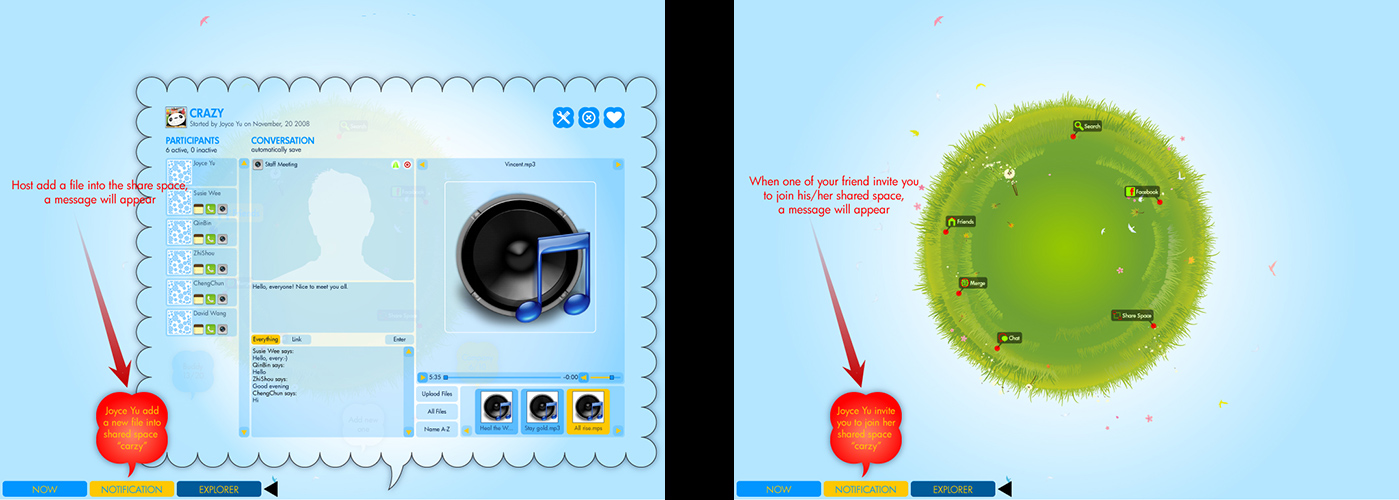 CRAZY
Started by Joyce Yu on November, 20 2008
PARTICIPANTS
6 active, 0 inactive
CONVERSATION
automatically save
Joyce Yu
Susie Wee
QinBin
ZhiShou
ChengChun
David Wang
Staff Meeting
Hello, everyone! Nice to meet you all.
Everything
Link
Enter
Susie Wee says:
Hello, every:-)
QinBin says:
Hello
ZhiShou says:
Good evening
ChengChun says:
Hi
Vincent.mp3
5:35
-0:00
Upload Files
All Files
Name A-Z
Heal the W...
Stay gold.mp3
All rise.mps
Host add a file into the share space,
a message will appear
Joyce Yu add
a new file into
shared space
"carzy"
NOW
NOTIFICATION
EXPLORER
When one of your friend invite you
to join his/her shared space,
a message will appear
Search
Facebook
Friends
Merge
Share Space
Chat
Joyce Yu invite
you to join her
shared space
"carzy"
NOW
NOTIFICATION
EXPLORER